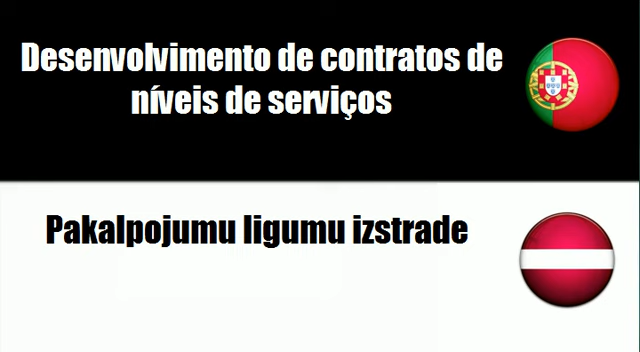 Desenvolvimento de contratos de
níveis de serviços
Pakalpojumu ligumu izstrade